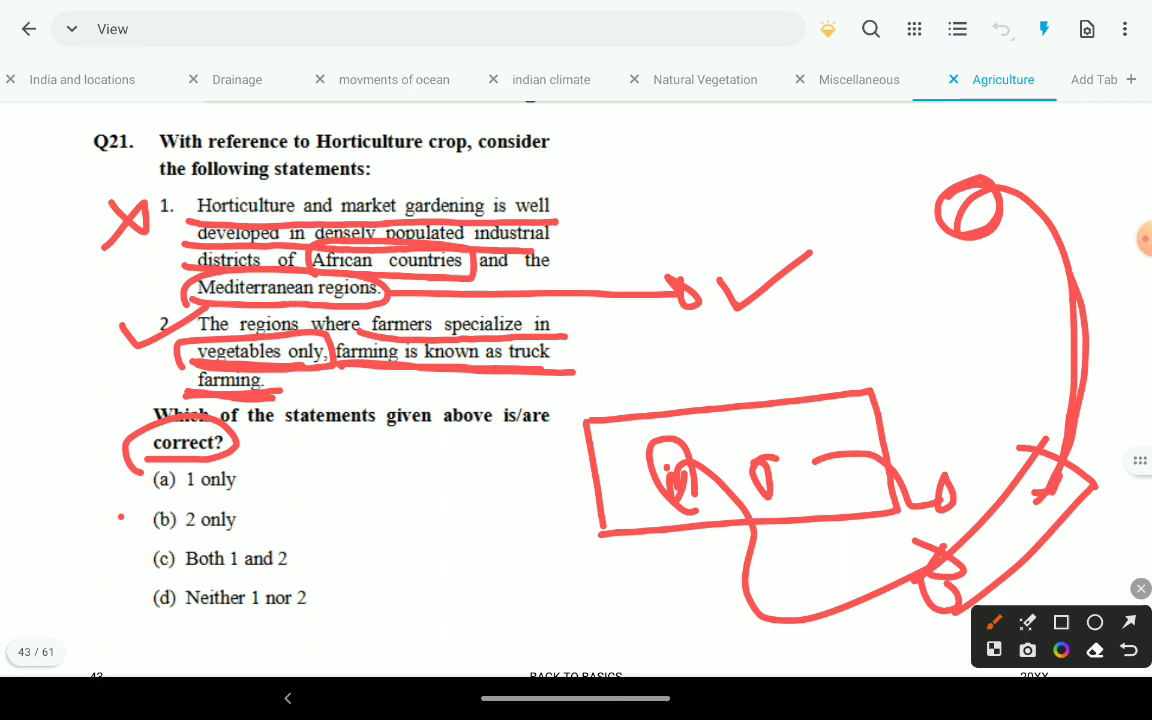 View
India and locations
Drainage
movments of ocean
indian climate
Natural Vegetation
Miscellaneous
Agriculture
Add Tab
Q21. With reference to Horticulture crop, consider
the following statements:
1. Horticulture and market gardening is well
developed in densely populated industrial
districts of African countries and the
Mediterranean regions.
2 The regions where farmers specialize in
vegetables only, farming is known as truck
farming.
Which of the statements given above is/are
correct?
(a) 1 only
(b) 2 only
(c) Both 1 and 2
(d) Neither 1 nor 2
43 / 61
43 BACK TO BASICS 20XX